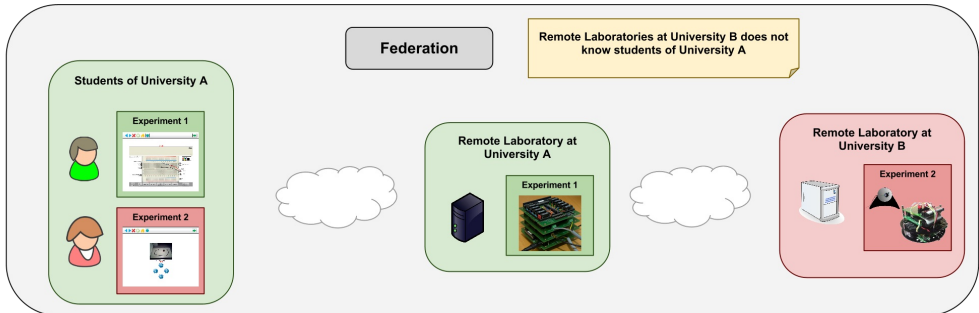 Federation
Remote Laboratories at University B does not
know students of University A
Students of University A
Experiment 1
Experiment 2
Remote Laboratory at
University A
Experiment 1
Remote Laboratory at
University B
Experiment 2